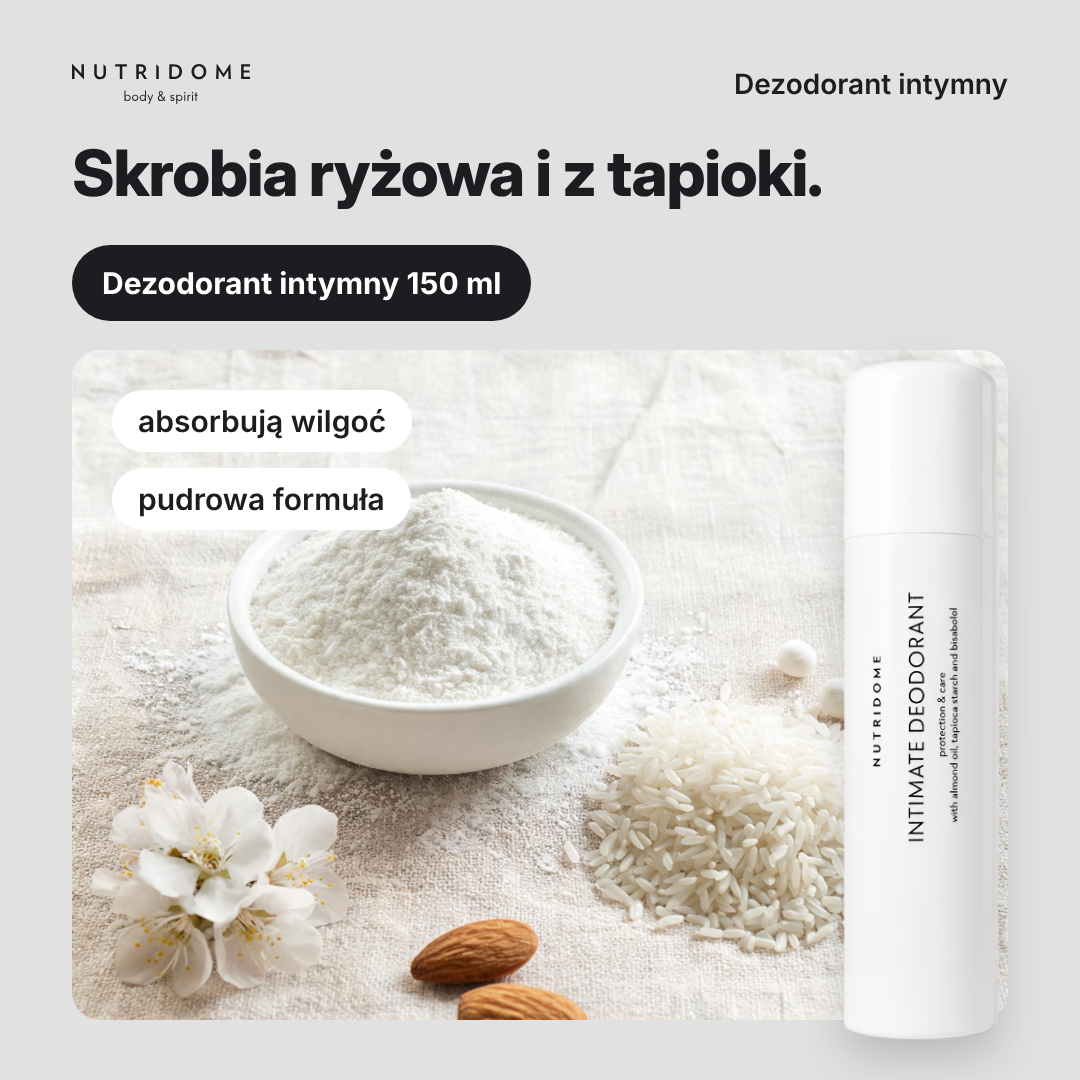 NUTRIDOME
body & spirit
Dezodorant intymny
Skrobia ryżowa i z tapioki.
Dezodorant intymny 150 ml
absorbują wilgoć
pudrowa formuła
NUTRIDOME
INTIMATE DEODORANT
protection & care
with almond oil, tapioca starch and bisabolol